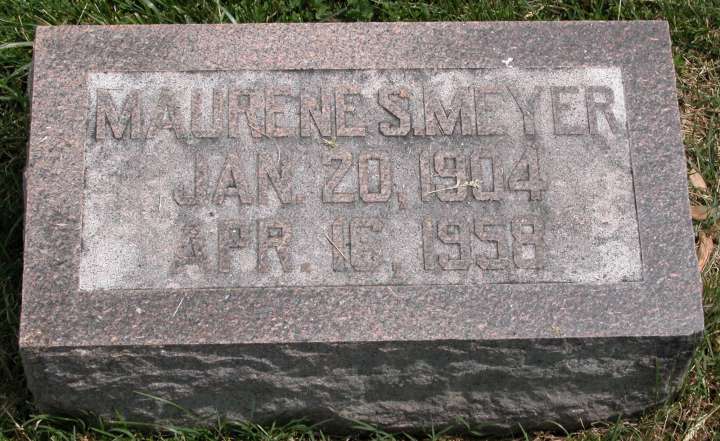 MAURENE S. MEYER
JAN. 20, 1904
APR. 16, 1958